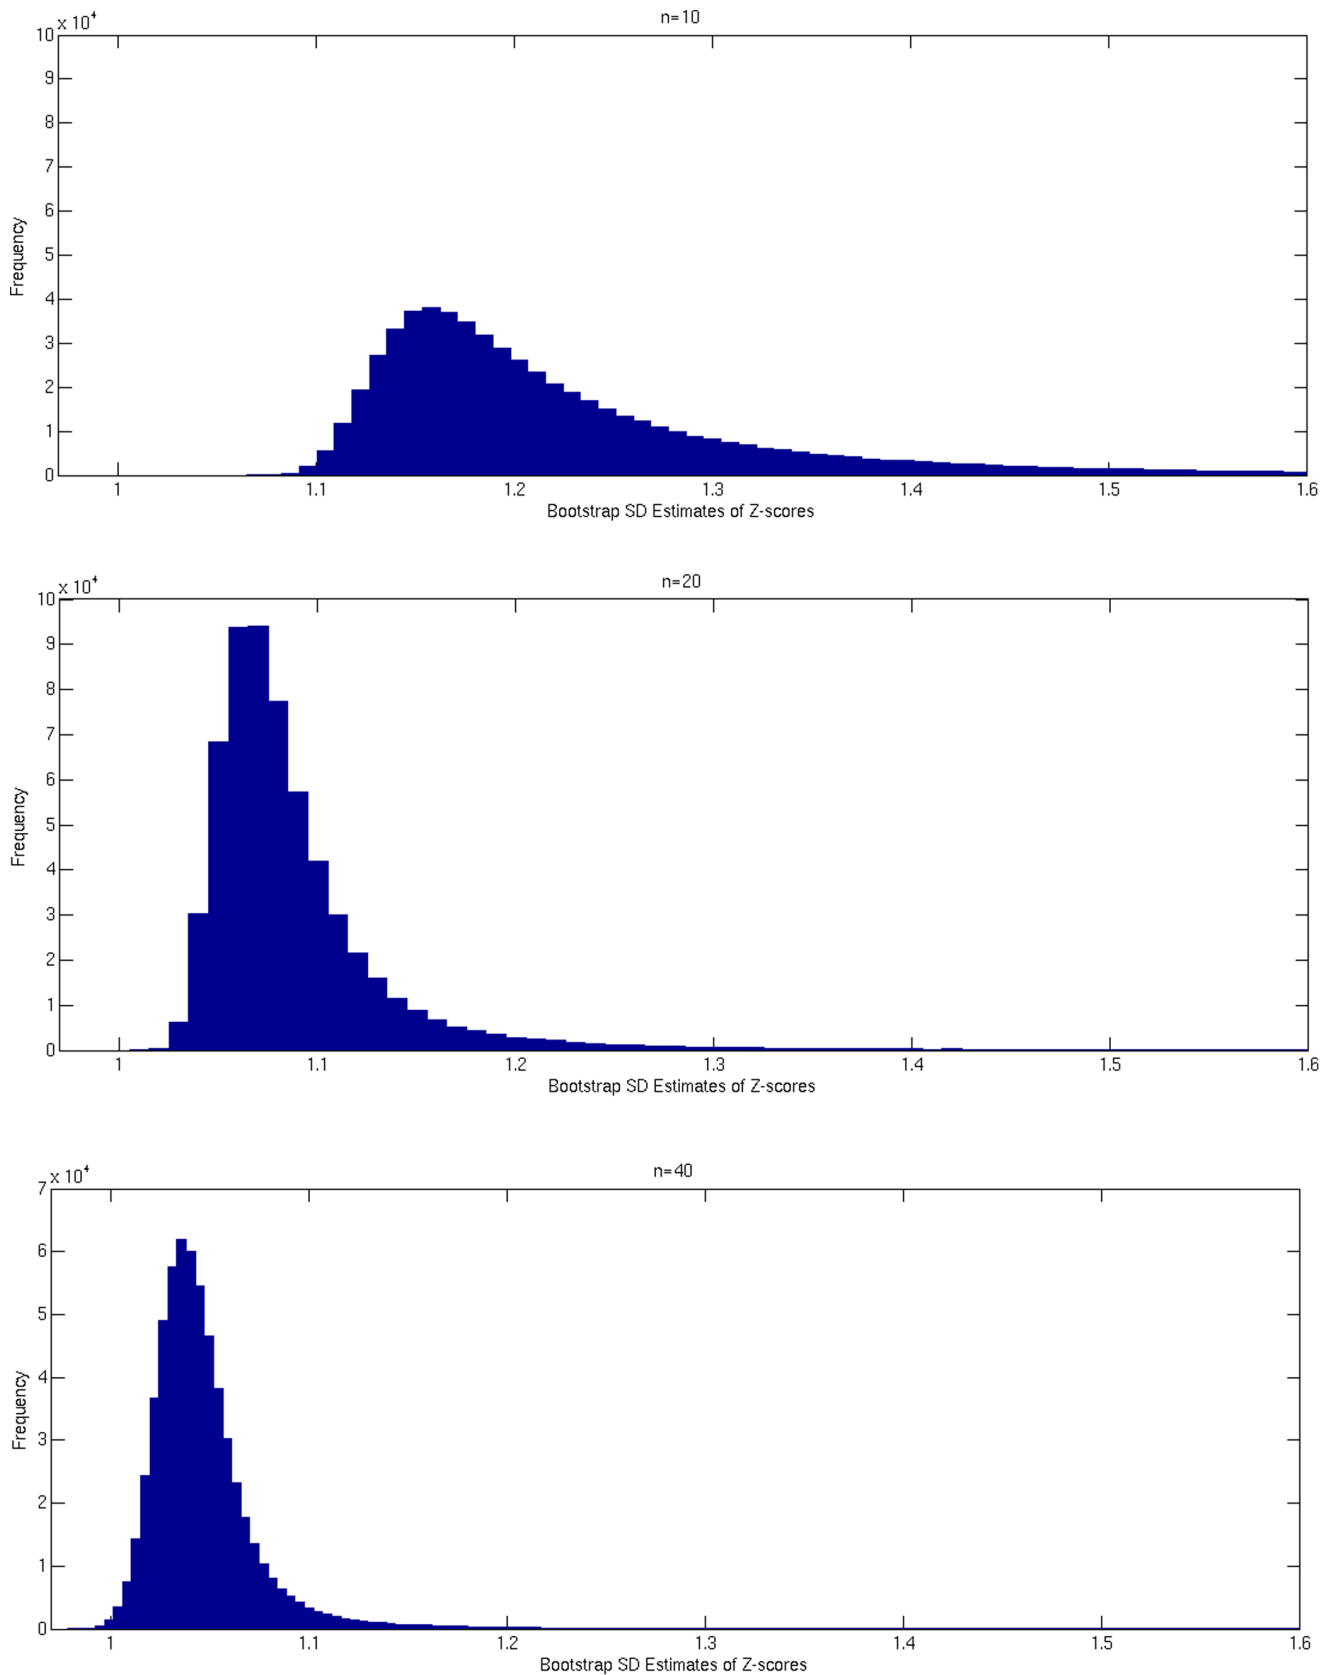 n=10
x 10⁴
10
9
8
7
6
5
4
3
2
1
0
Frequency
1 1.1 1.2 1.3 1.4 1.5 1.6
Bootstrap SD Estimates of Z-scores
n=20
x 10⁴
10
9
8
7
6
5
4
3
2
1
0
Frequency
1 1.1 1.2 1.3 1.4 1.5 1.6
Bootstrap SD Estimates of Z-scores
n=40
x 10⁴
7
6
5
4
3
2
1
0
Frequency
1 1.1 1.2 1.3 1.4 1.5 1.6
Bootstrap SD Estimates of Z-scores